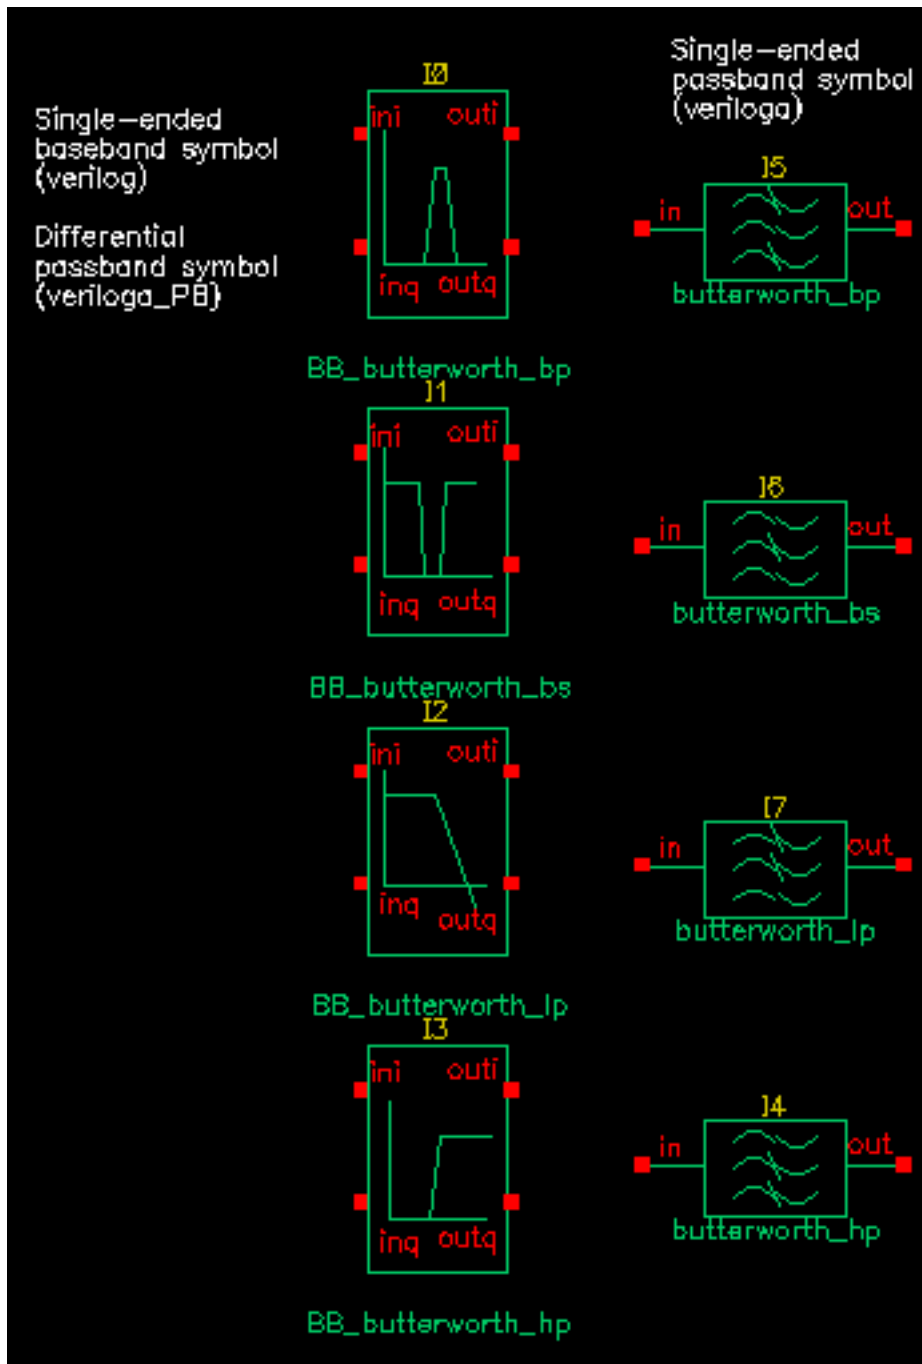 Single-ended
baseband symbol
(verilog)
Differential
passband symbol
(veriloga_PB)
Single-ended
passband symbol
(veriloga)
I0
ini outi
inq outq
BB_butterworth_bp
I5
in out
butterworth_bp
I1
ini outi
inq outq
BB_butterworth_bs
I6
in out
butterworth_bs
I2
ini outi
inq outq
BB_butterworth_lp
I7
in out
butterworth_lp
I3
ini outi
inq outq
BB_butterworth_hp
I4
in out
butterworth_hp